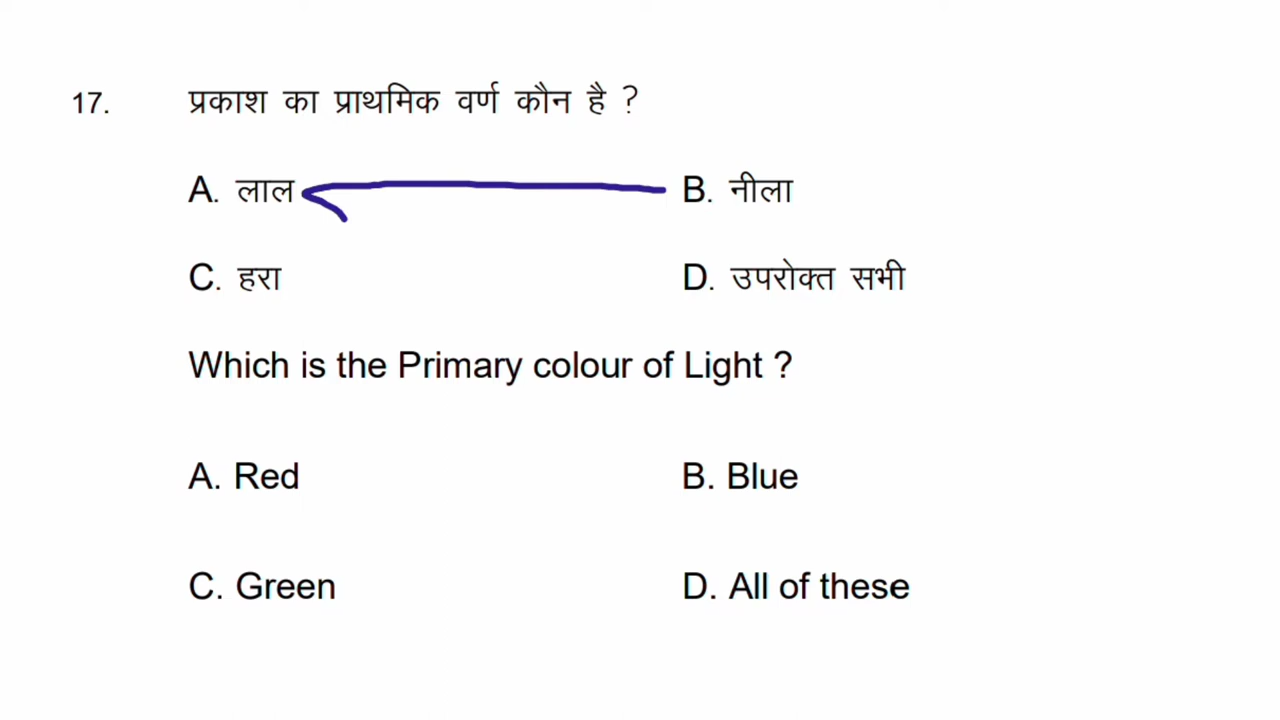 17. प्रकाश का प्राथमिक वर्ण कौन है ?
A. लाल B. नीला
C. हरा D. उपरोक्त सभी
Which is the Primary colour of Light ?
A. Red B. Blue
C. Green D. All of these